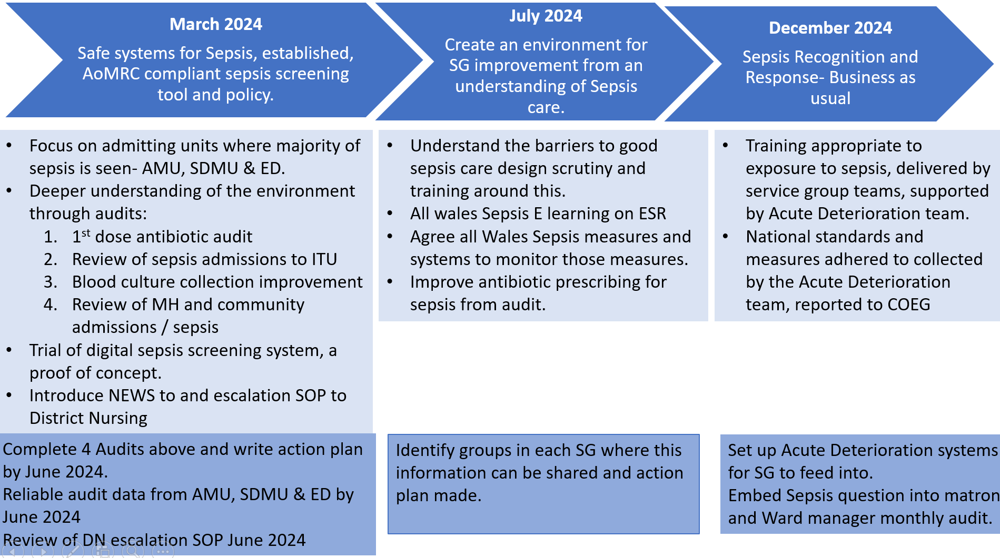 March 2024
Safe systems for Sepsis, established,
AoMRC compliant sepsis screening
tool and policy.
July 2024
Create an environment for
SG improvement from an
understanding of Sepsis
care.
December 2024
Sepsis Recognition and
Response- Business as
usual
• Focus on admitting units where majority of
sepsis is seen- AMU, SDMU & ED.
• Deeper understanding of the environment
through audits:
1. 1st dose antibiotic audit
2. Review of sepsis admissions to ITU
3. Blood culture collection improvement
4. Review of MH and community
admissions / sepsis
• Trial of digital sepsis screening system, a
proof of concept.
• Introduce NEWS to and escalation SOP to
District Nursing
• Understand the barriers to good
sepsis care design scrutiny and
training around this.
• All wales Sepsis E learning on ESR
• Agree all Wales Sepsis measures and
systems to monitor those measures.
• Improve antibiotic prescribing for
sepsis from audit.
• Training appropriate to
exposure to sepsis, delivered by
service group teams, supported
by Acute Deterioration team.
• National standards and
measures adhered to collected
by the Acute Deterioration
team, reported to COEG
Complete 4 Audits above and write action plan
by June 2024.
Reliable audit data from AMU, SDMU & ED by
June 2024
Review of DN escalation SOP June 2024
Identify groups in each SG where this
information can be shared and action
plan made.
Set up Acute Deterioration systems
for SG to feed into.
Embed Sepsis question into matron
and Ward manager monthly audit.